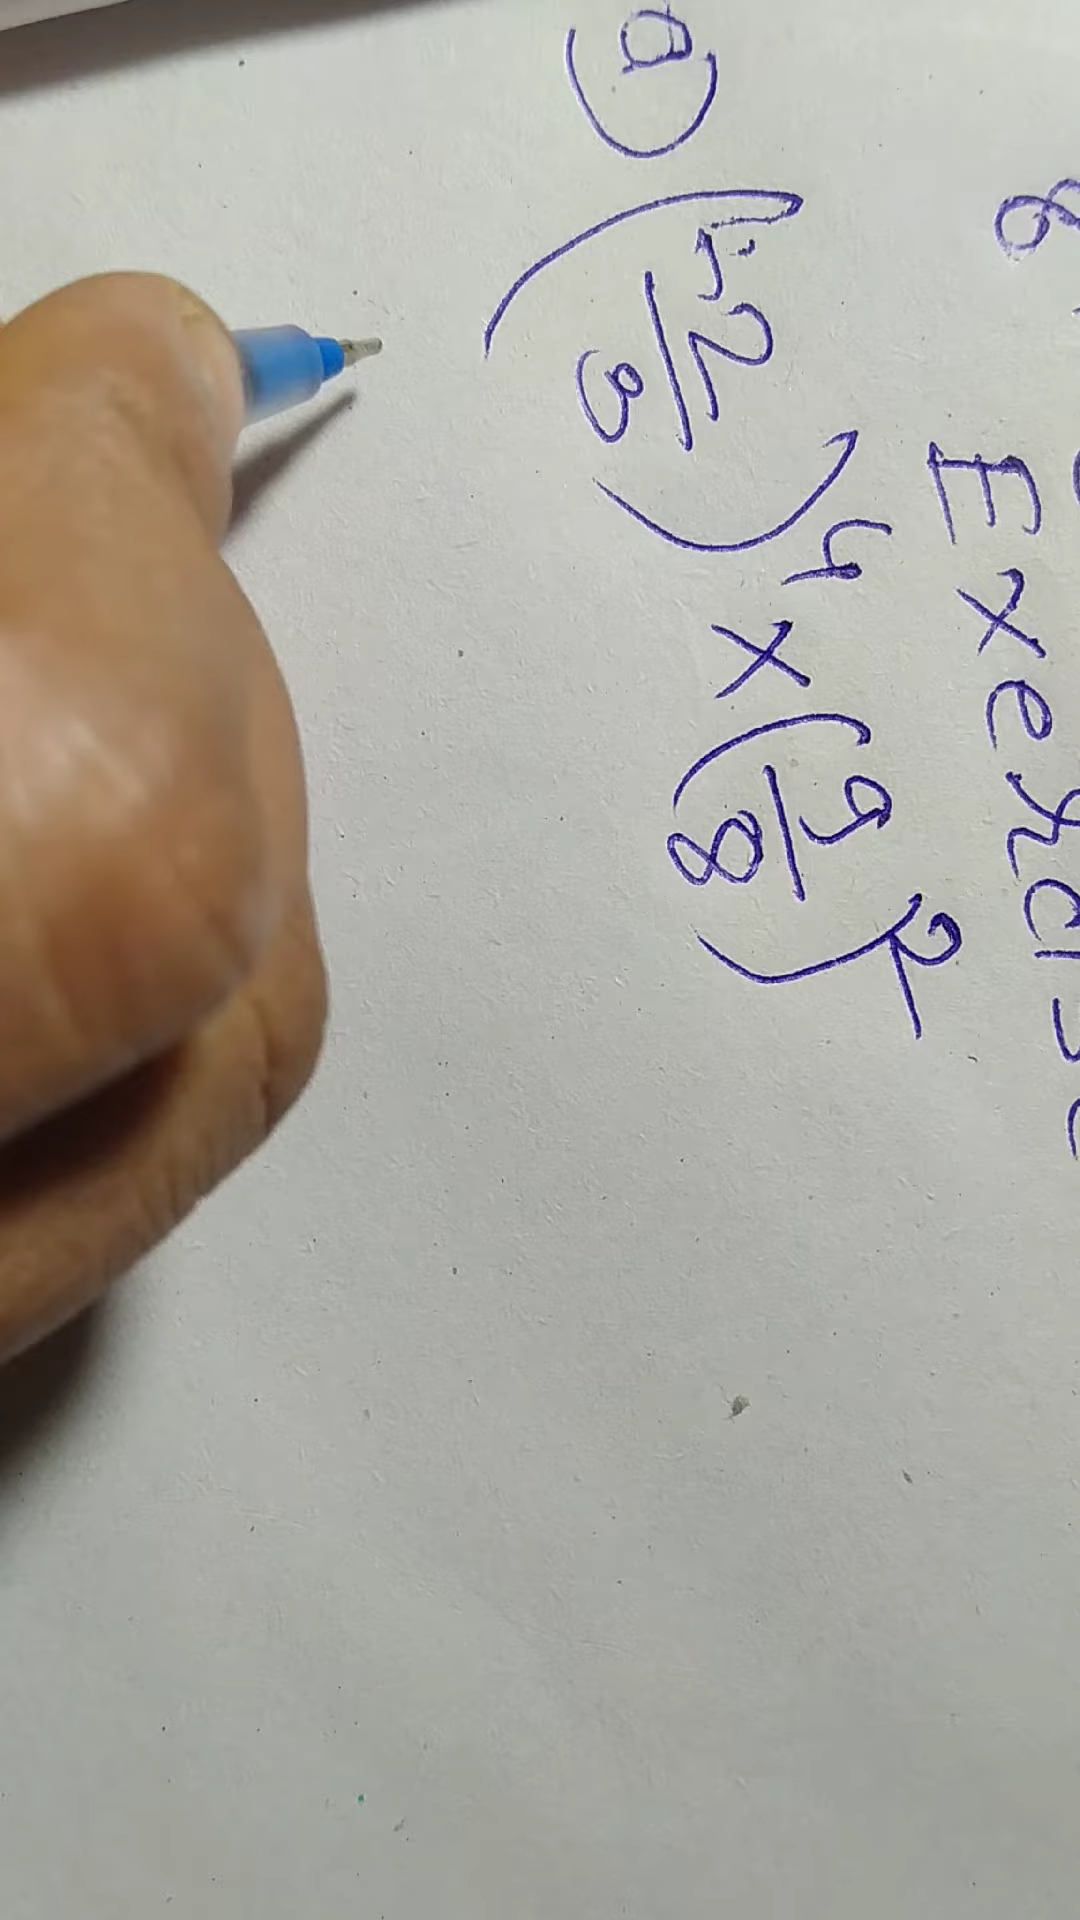 Exercise
a) (-2/3)⁴ × (9/8)²